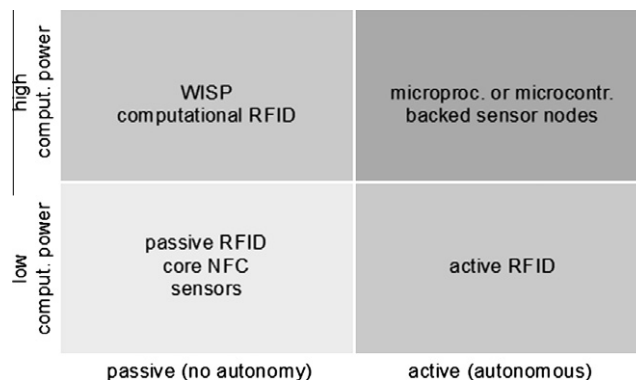 high
comput. power
WISP
computational RFID
microproc. or microcontr.
backed sensor nodes
low
comput. power
passive RFID
core NFC
sensors
active RFID
passive (no autonomy)
active (autonomous)